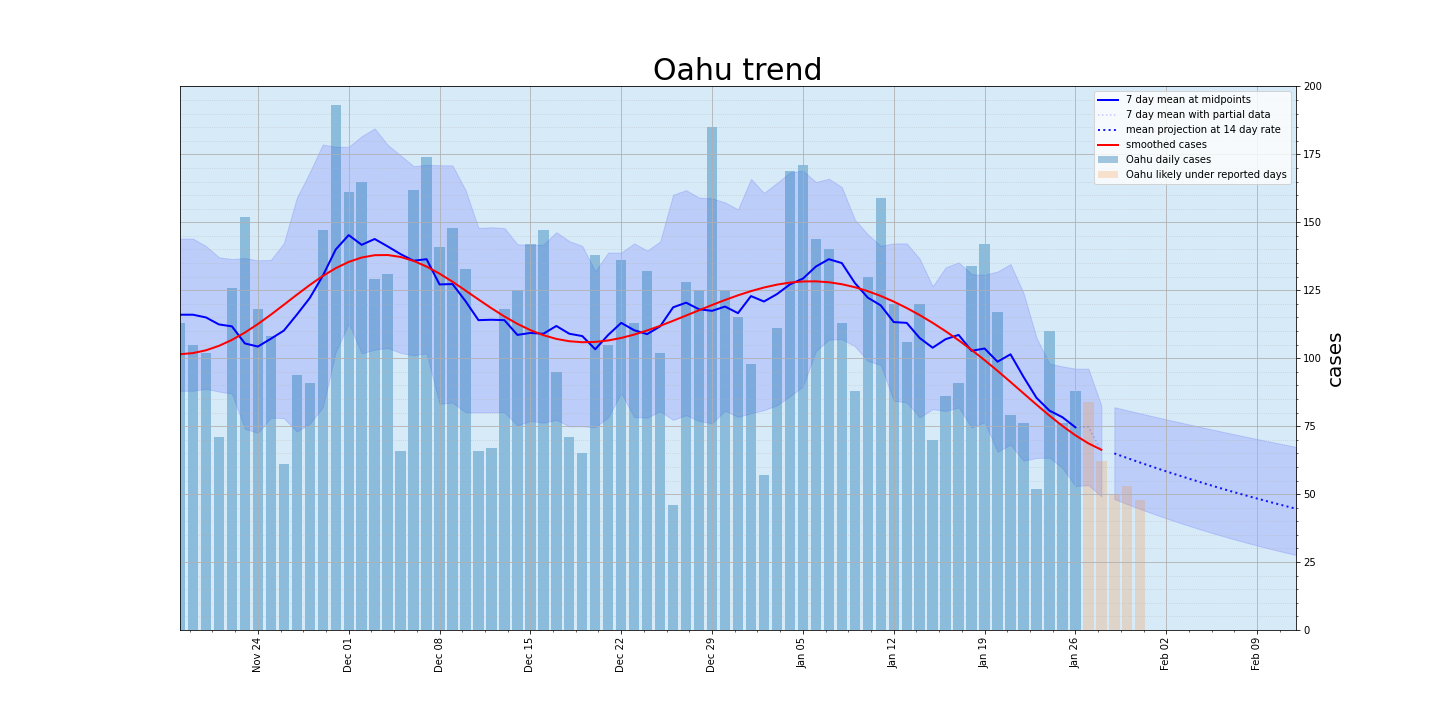 Oahu trend
7 day mean at midpoints
7 day mean with partial data
mean projection at 14 day rate
smoothed cases
Oahu daily cases
Oahu likely under reported days
200
175
150
125
100
75
50
25
0
cases
Nov 24
Dec 01
Dec 08
Dec 15
Dec 22
Dec 29
Jan 05
Jan 12
Jan 19
Jan 26
Feb 02
Feb 09